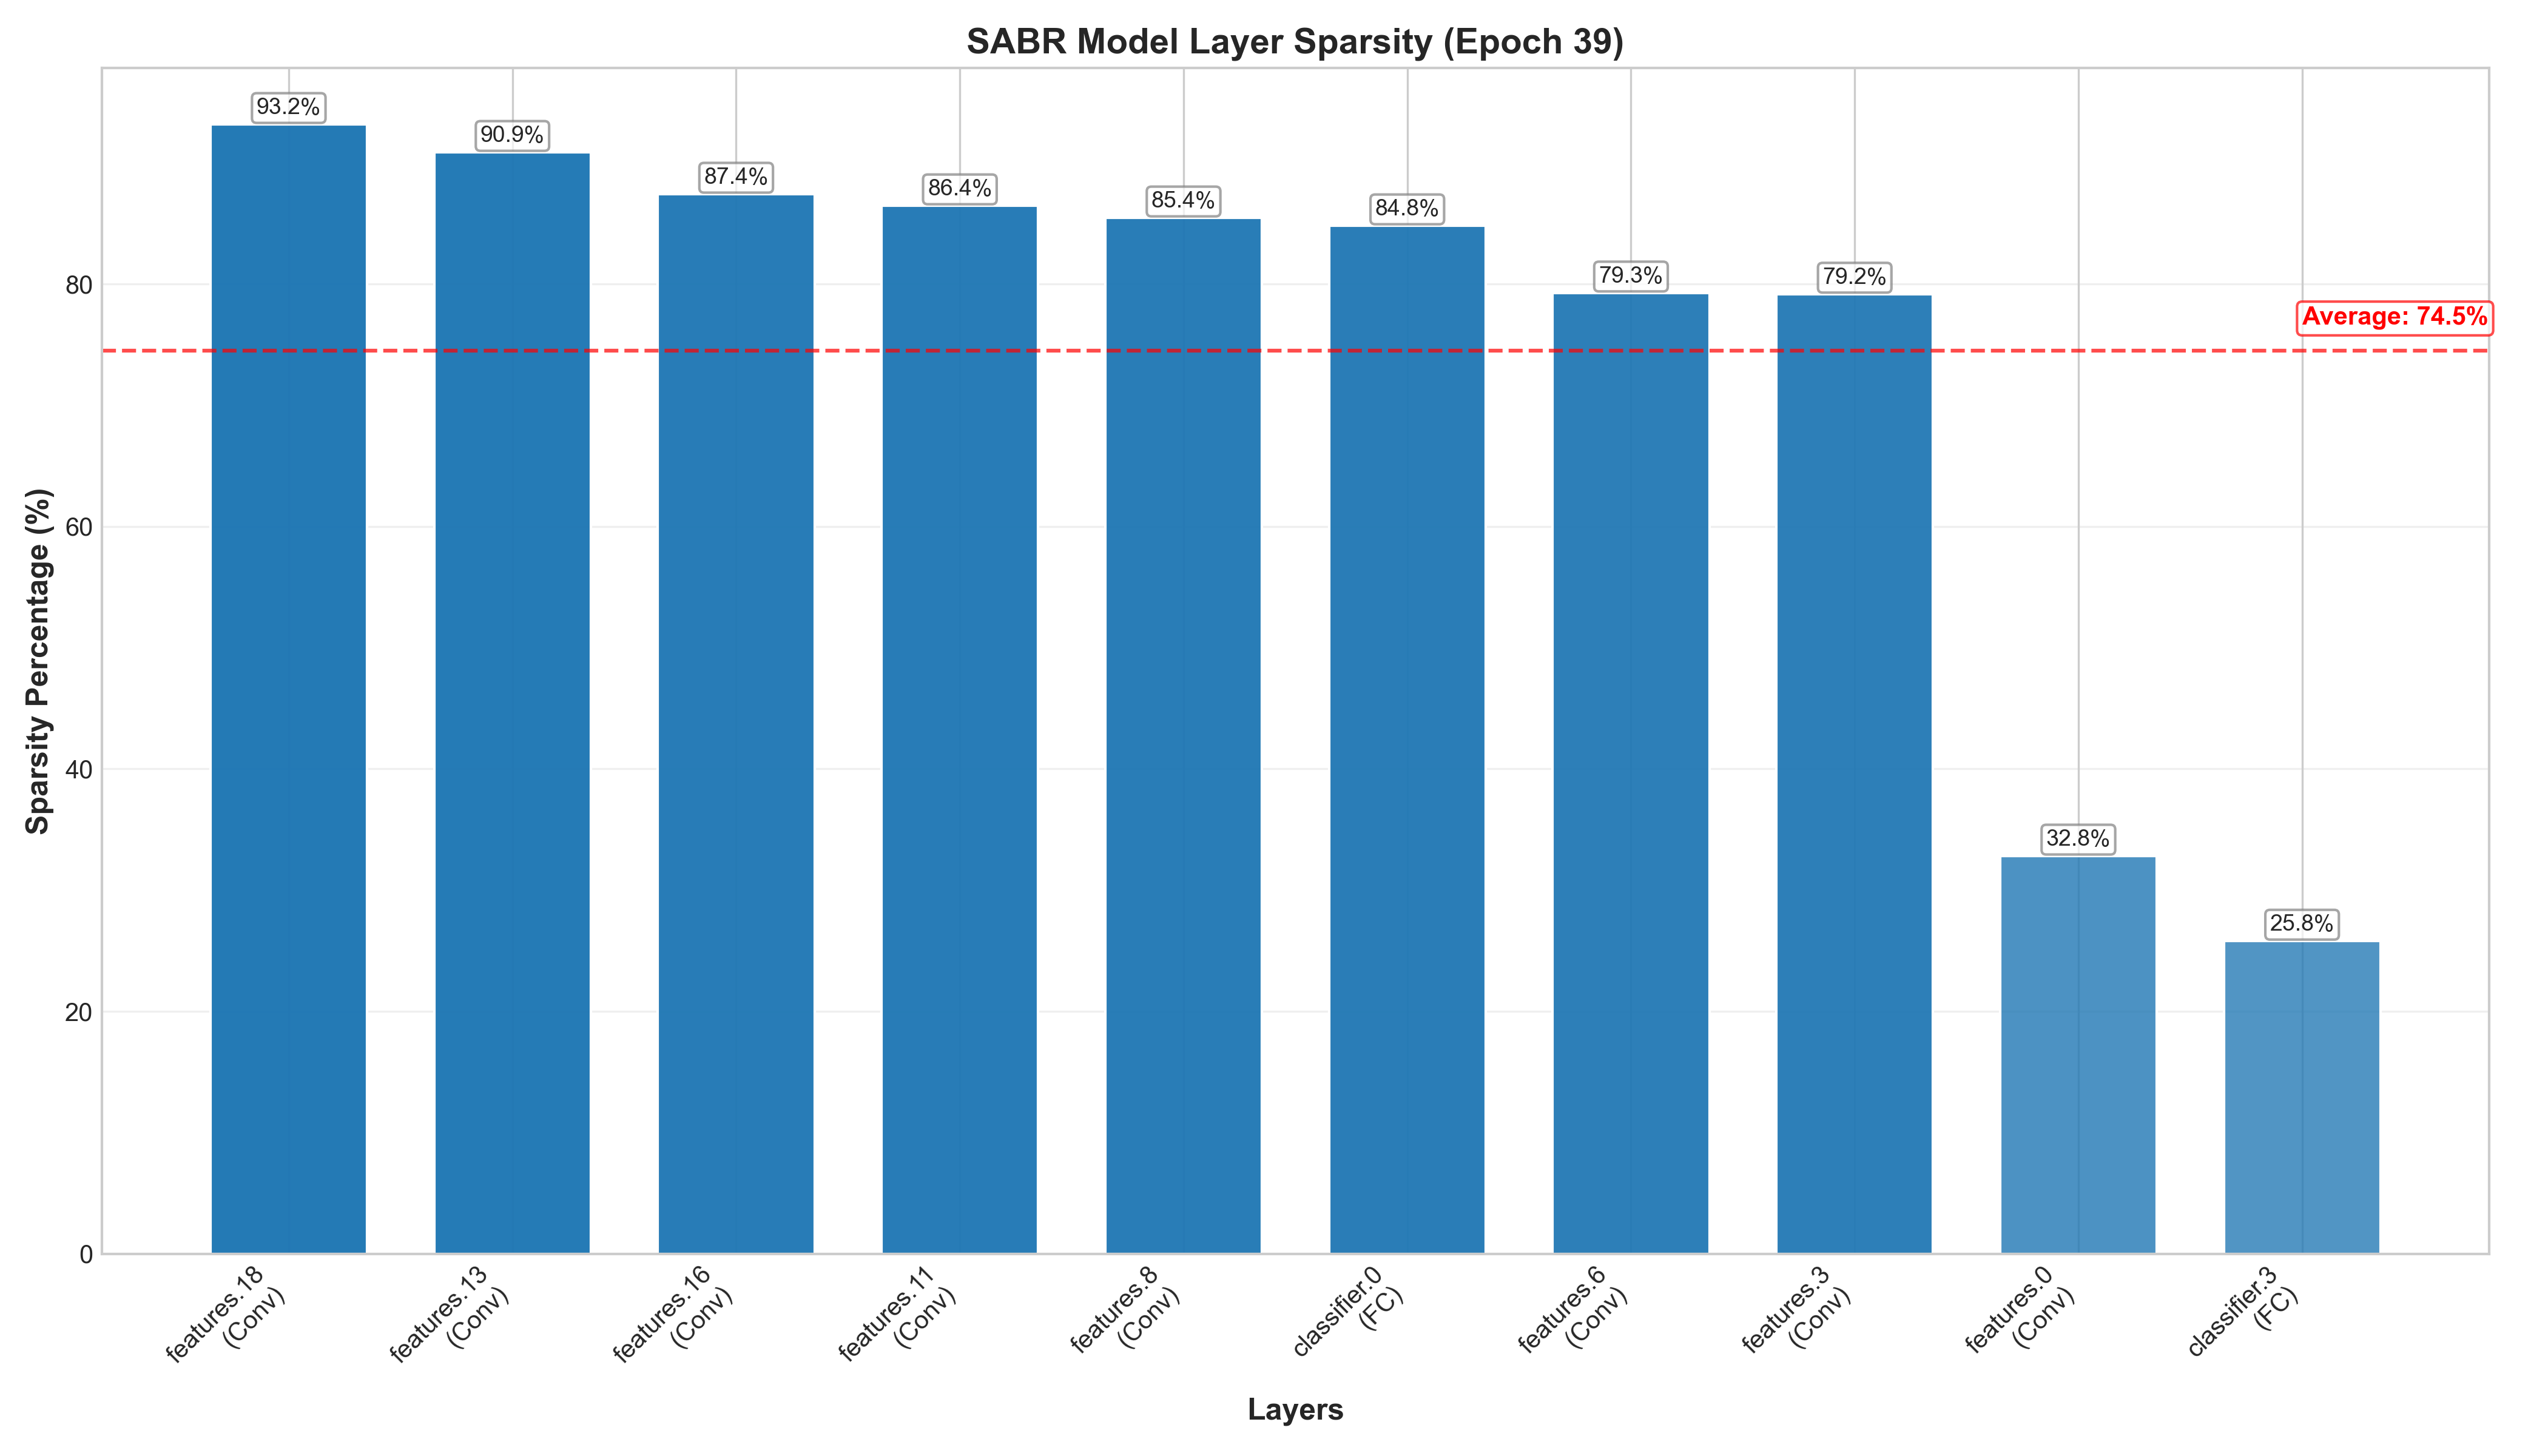 SABR Model Layer Sparsity (Epoch 39)
Sparsity Percentage (%)
80
60
40
20
0
93.2%
90.9%
87.4%
86.4%
85.4%
84.8%
79.3%
79.2%
32.8%
25.8%
Average: 74.5%
features.18
(Conv)
features.13
(Conv)
features.16
(Conv)
features.11
(Conv)
features.8
(Conv)
classifier.0
(FC)
features.6
(Conv)
features.3
(Conv)
features.0
(Conv)
classifier.3
(FC)
Layers